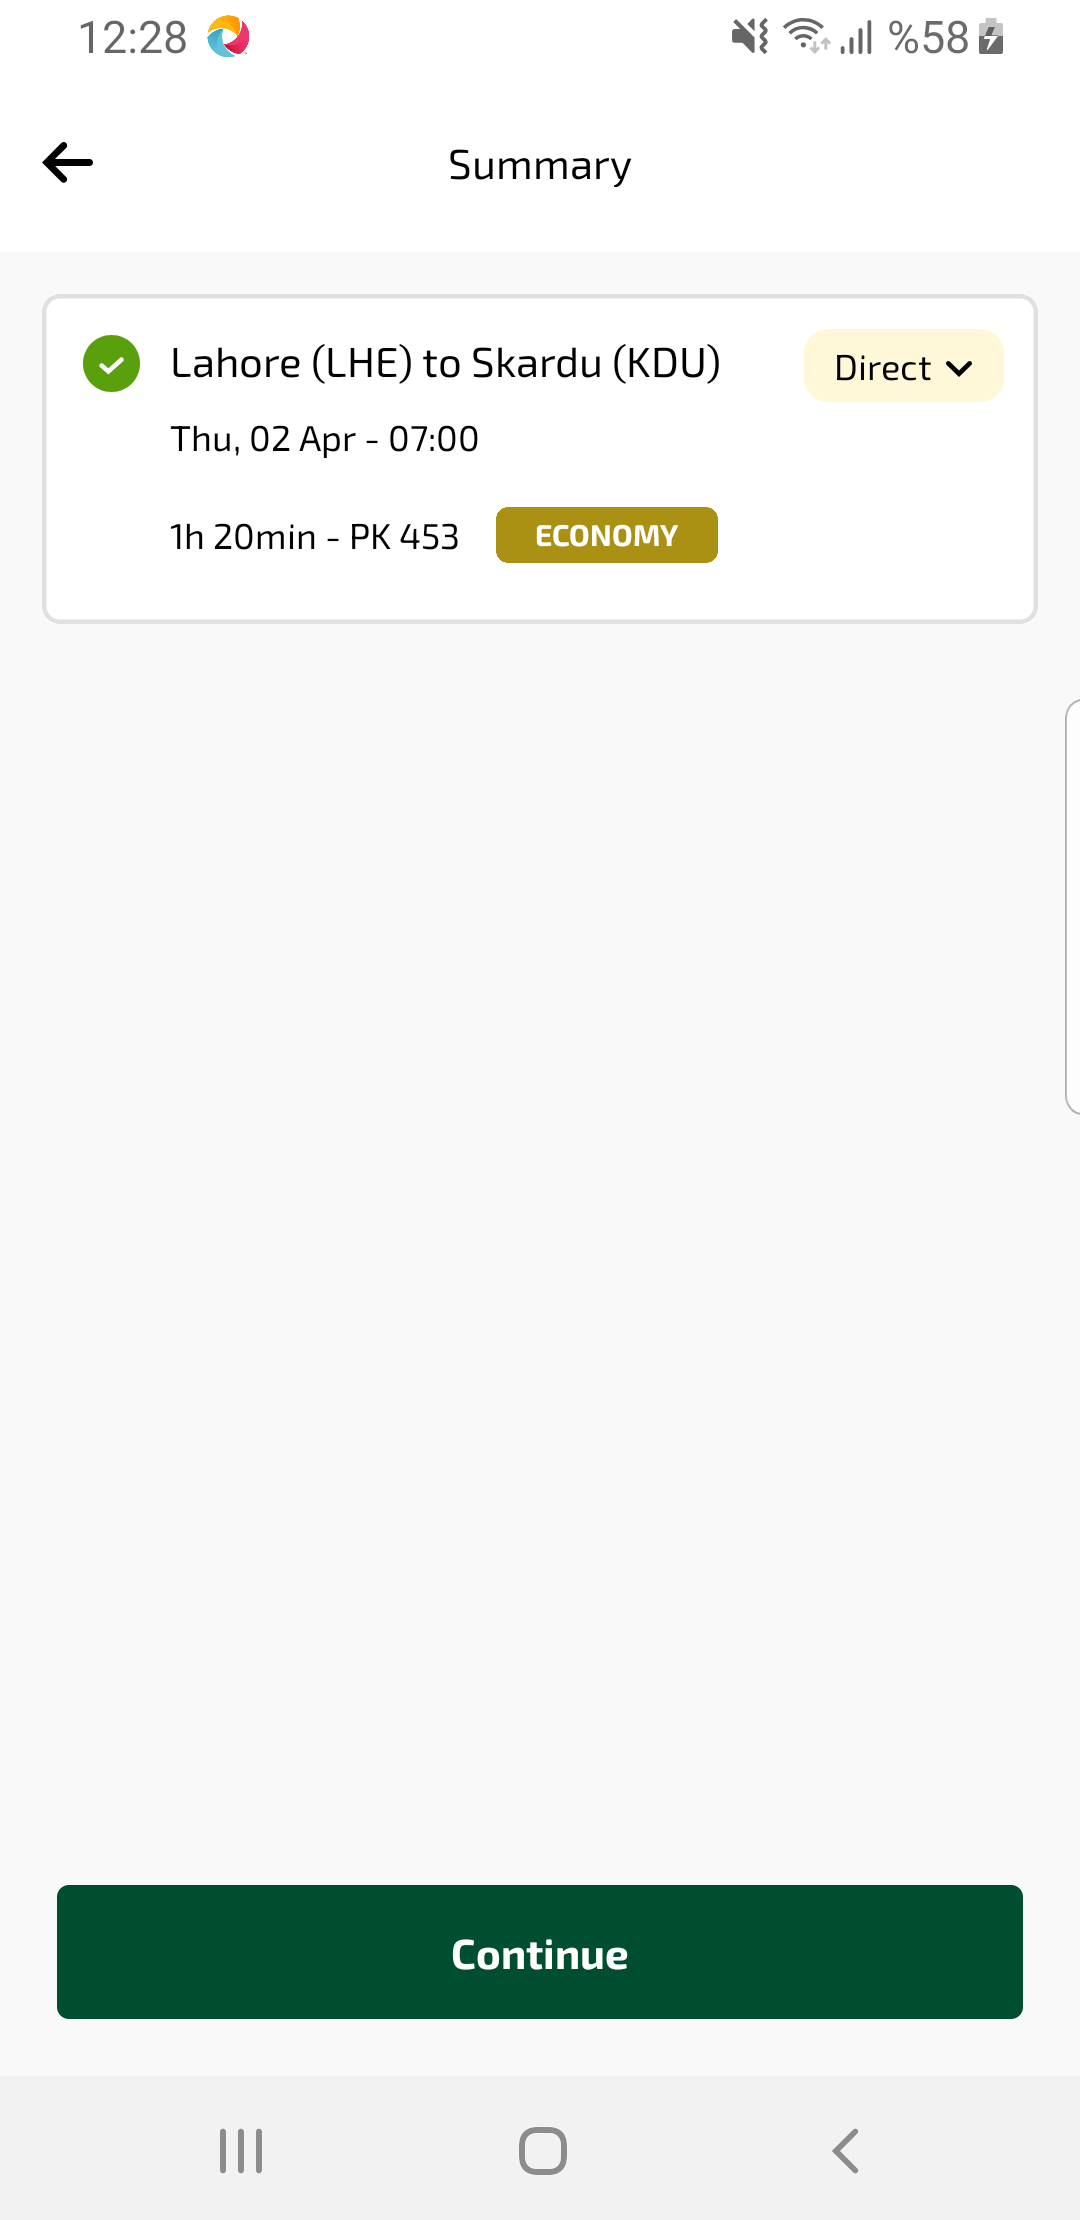 12:28
%58
Summary
Lahore (LHE) to Skardu (KDU)
Direct
Thu, 02 Apr - 07:00
1h 20min - PK 453
ECONOMY
Continue